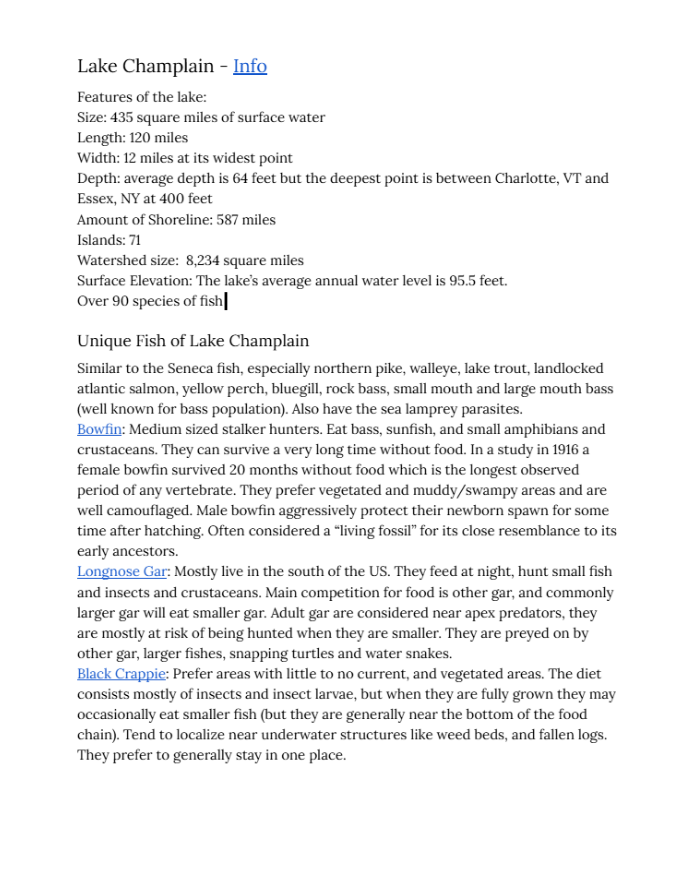 Lake Champlain - Info
Features of the lake:
Size: 435 square miles of surface water
Length: 120 miles
Width: 12 miles at its widest point
Depth: average depth is 64 feet but the deepest point is between Charlotte, VT and
Essex, NY at 400 feet
Amount of Shoreline: 587 miles
Islands: 71
Watershed size:  8,234 square miles
Surface Elevation: The lake’s average annual water level is 95.5 feet.
Over 90 species of fish
Unique Fish of Lake Champlain
Similar to the Seneca fish, especially northern pike, walleye, lake trout, landlocked
atlantic salmon, yellow perch, bluegill, rock bass, small mouth and large mouth bass
(well known for bass population). Also have the sea lamprey parasites.
Bowfin: Medium sized stalker hunters. Eat bass, sunfish, and small amphibians and
crustaceans. They can survive a very long time without food. In a study in 1916 a
female bowfin survived 20 months without food which is the longest observed
period of any vertebrate. They prefer vegetated and muddy/swampy areas and are
well camouflaged. Male bowfin aggressively protect their newborn spawn for some
time after hatching. Often considered a “living fossil” for its close resemblance to its
early ancestors.
Longnose Gar: Mostly live in the south of the US. They feed at night, hunt small fish
and insects and crustaceans. Main competition for food is other gar, and commonly
larger gar will eat smaller gar. Adult gar are considered near apex predators, they
are mostly at risk of being hunted when they are smaller. They are preyed on by
other gar, larger fishes, snapping turtles and water snakes.
Black Crappie: Prefer areas with little to no current, and vegetated areas. The diet
consists mostly of insects and insect larvae, but when they are fully grown they may
occasionally eat smaller fish (but they are generally near the bottom of the food
chain). Tend to localize near underwater structures like weed beds, and fallen logs.
They prefer to generally stay in one place.